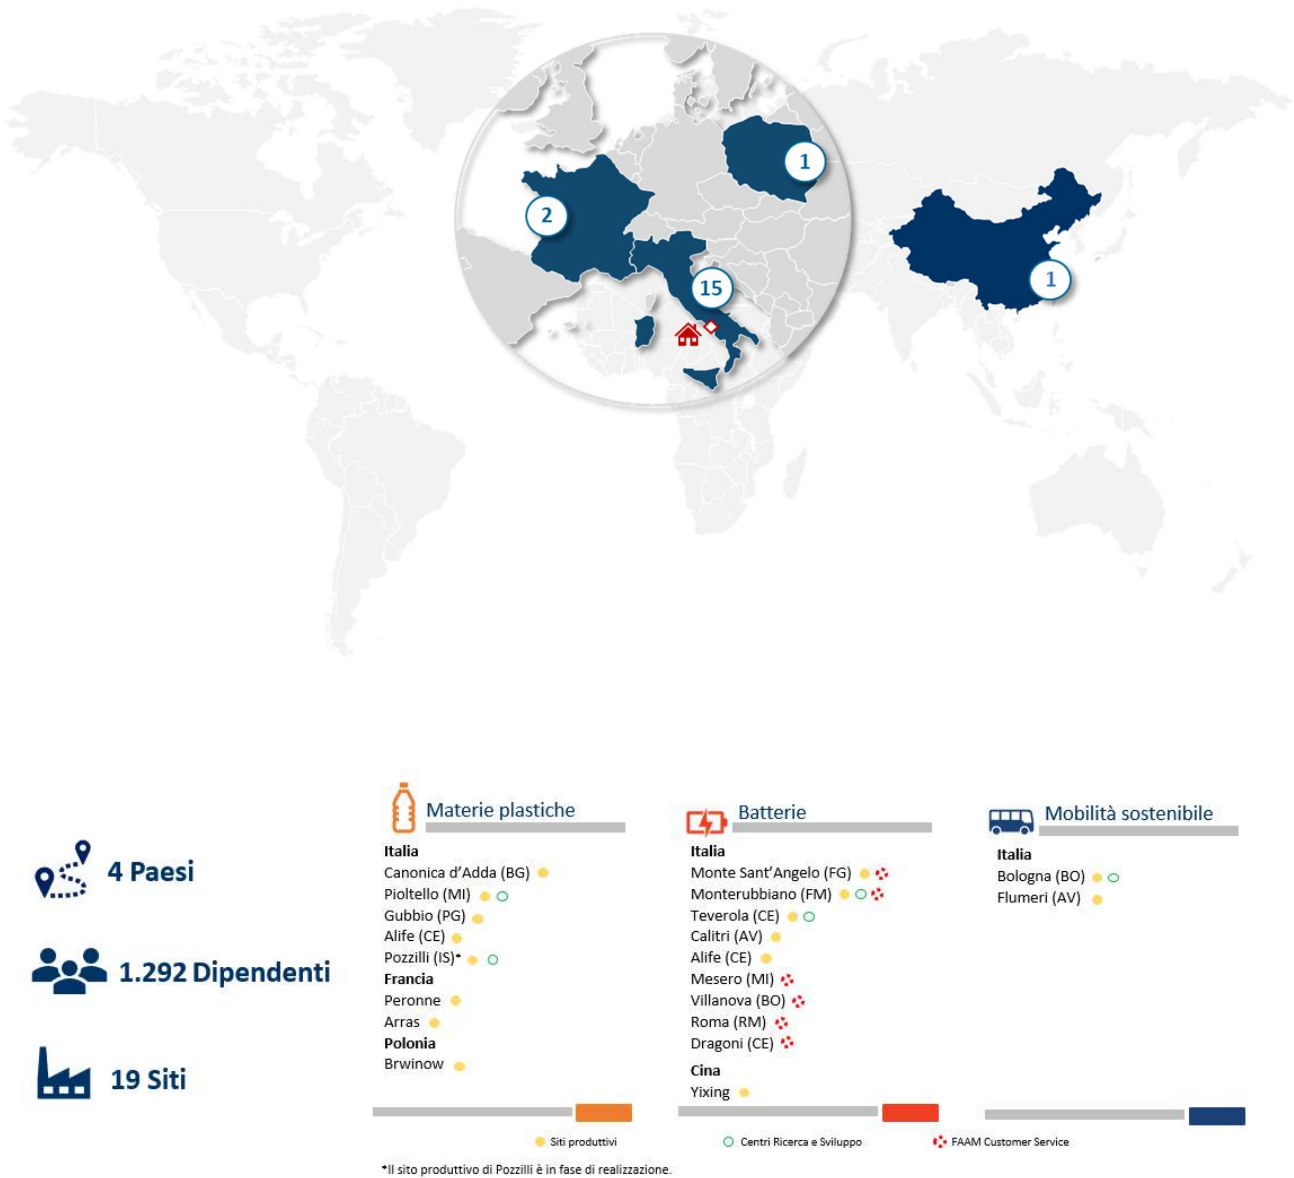 1
2
15
1
4 Paesi
1.292 Dipendenti
19 Siti
Materie plastiche
Italia
Canonica d'Adda (BG)
Pioltello (MI)
Gubbio (PG)
Alife (CE)
Pozzilli (IS)*
Francia
Peronne
Arras
Polonia
Brwinow
Batterie
Italia
Monte Sant'Angelo (FG)
Monterubbiano (FM)
Teverola (CE)
Calitri (AV)
Alife (CE)
Mesero (MI)
Villanova (BO)
Roma (RM)
Dragoni (CE)
Cina
Yixing
Mobilità sostenibile
Italia
Bologna (BO)
Flumeri (AV)
Siti produttivi
Centri Ricerca e Sviluppo
FAAM Customer Service
*Il sito produttivo di Pozzilli è in fase di realizzazione.